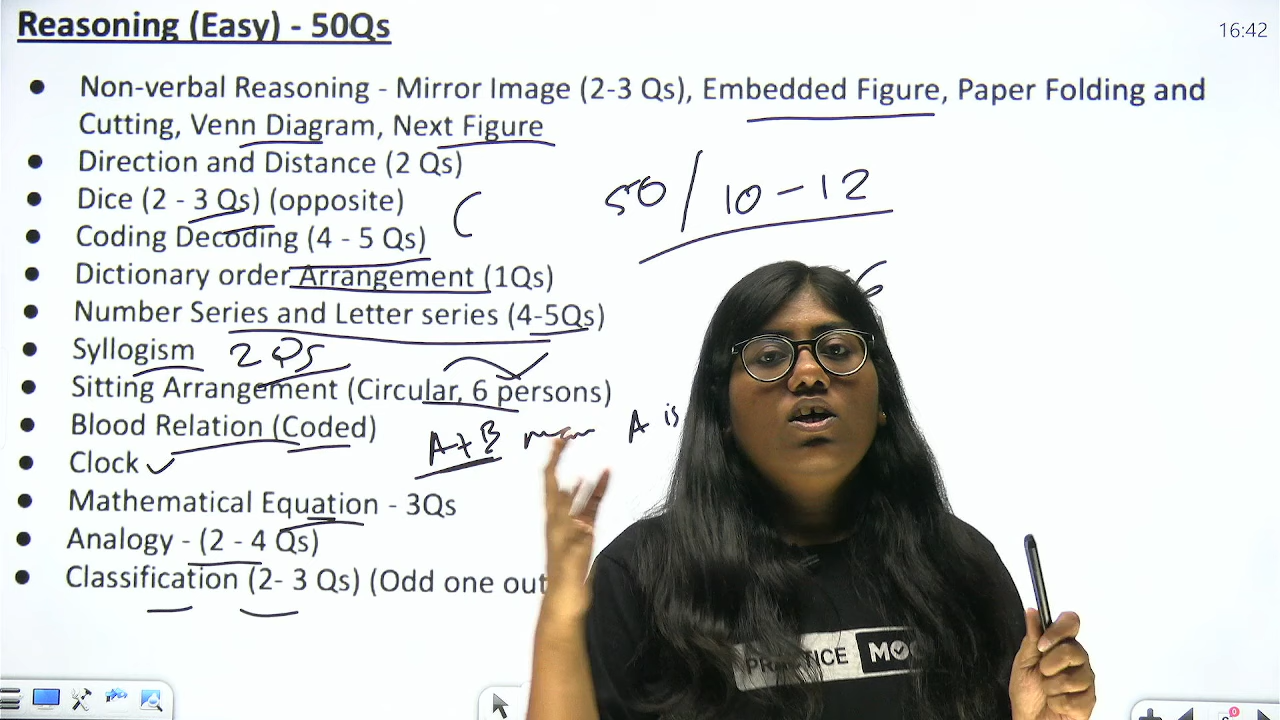 Reasoning (Easy) - 50Qs
16:42
● Non-verbal Reasoning - Mirror Image (2-3 Qs), Embedded Figure, Paper Folding and
Cutting, Venn Diagram, Next Figure
● Direction and Distance (2 Qs)
50 / 10 - 12
● Dice (2 - 3 Qs) (opposite)
● Coding Decoding (4 - 5 Qs)
● Dictionary order Arrangement (1Qs)
● Number Series and Letter series (4-5Qs)
● Syllogism 2 Qs
● Sitting Arrangement (Circular, 6 persons)
● Blood Relation (Coded)
A+B mean A is
● Clock ✓
● Mathematical Equation - 3Qs
● Analogy - (2 - 4 Qs)
● Classification (2- 3 Qs) (Odd one out
PRACTICE MOC